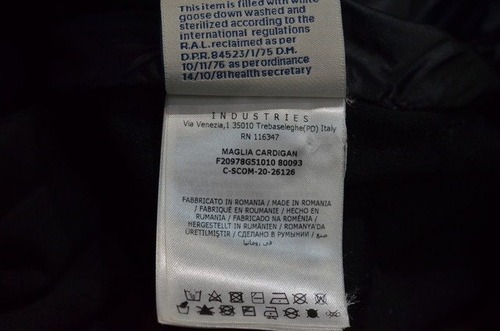 This item is filled with white
goose down washed and
sterilized according to the
international regulations
R.A.L. reclaimed as per
D.P.R. 84523/1/75 D.M.
10/11/76 as per ordinance
14/10/81 health secretary
INDUSTRIES
Via Venezia,1 35010 Trebaseleghe(PD) Italy
RN 116347
MAGLIA CARDIGAN
F20978G51010 80093
C-SCOM-20-26126
FABBRICATO IN ROMANIA / MADE IN ROMANIA
/ FABRIQUÉ EN ROUMANIE / HECHO EN
RUMANIA / FABRICADO NA ROMÉNIA /
HERGESTELLT IN RUMÄNIEN / ROMANYA'DA
ÜRETILMIŞTIR / СДЕЛАНО В РУМЫНИИ / صنع
في رومانيا